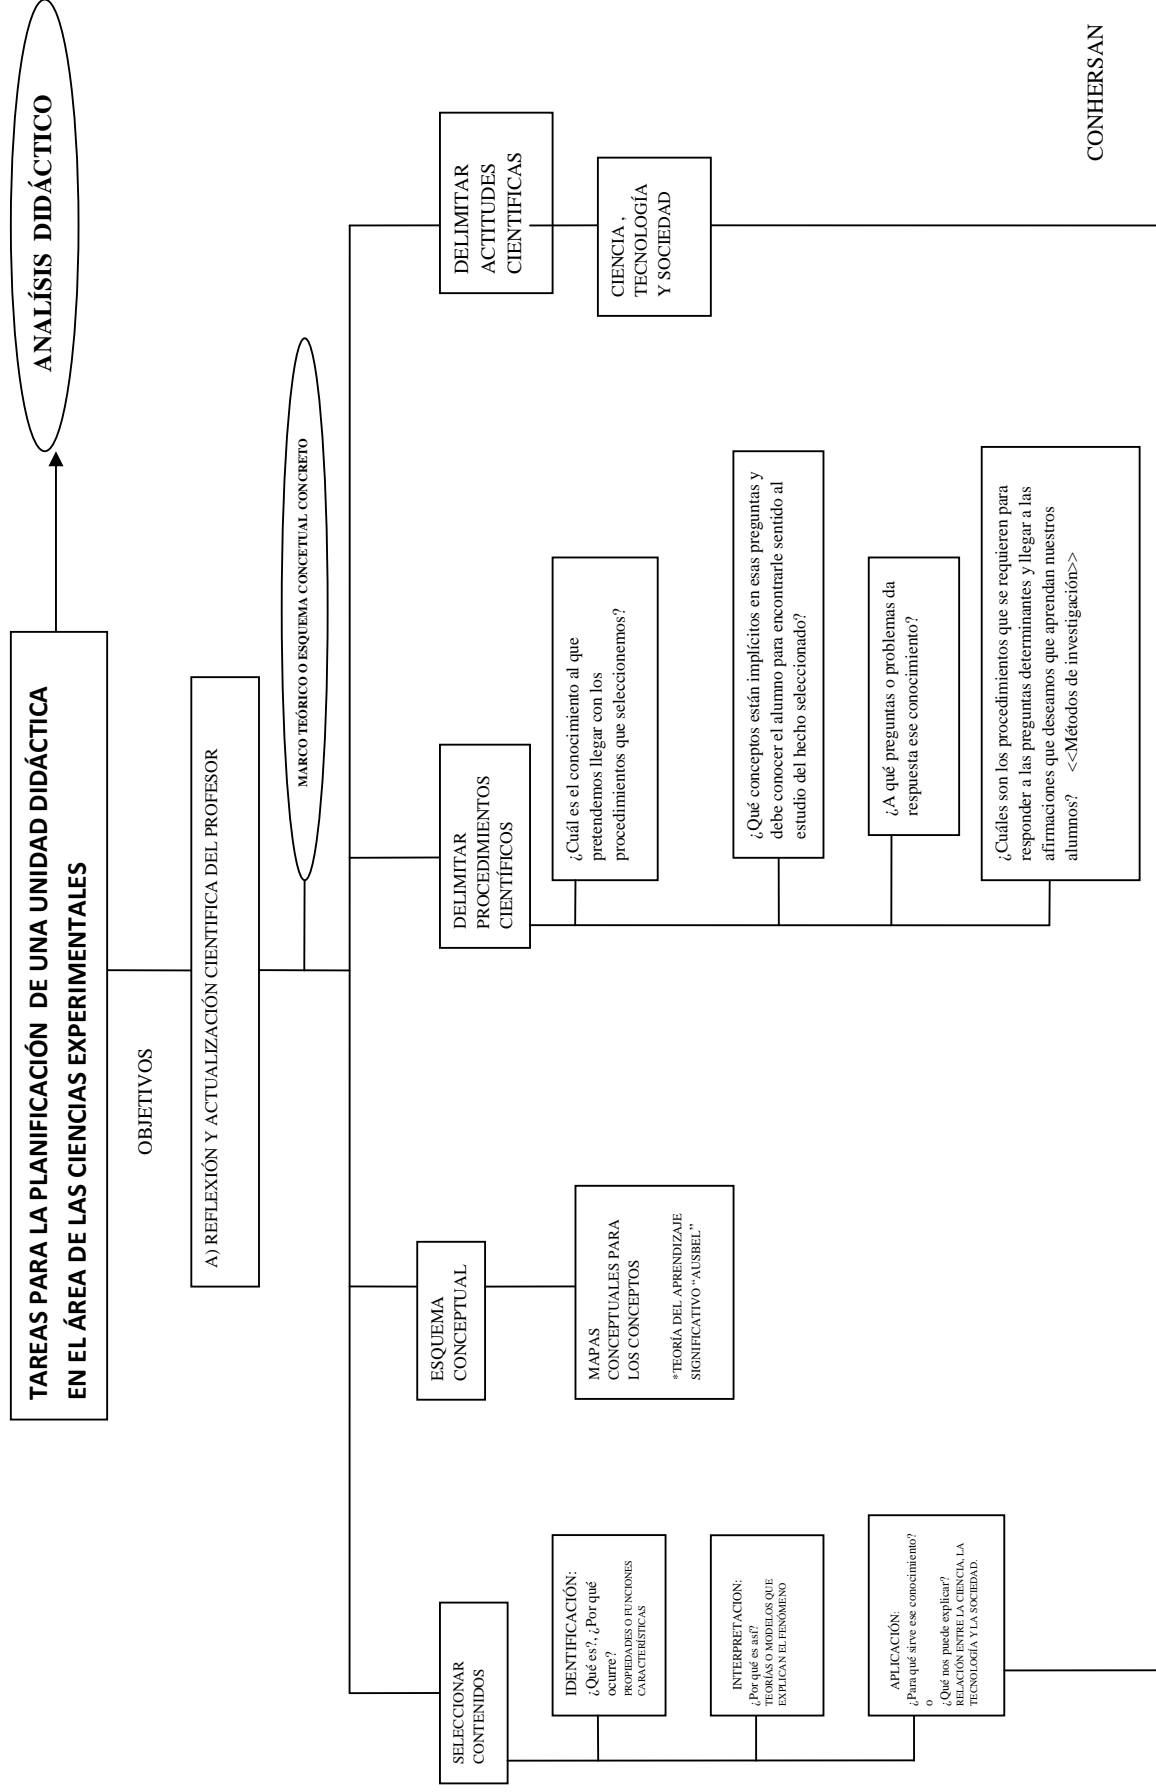 TAREAS PARA LA PLANIFICACIÓN DE UNA UNIDAD DIDÁCTICA
EN EL ÁREA DE LAS CIENCIAS EXPERIMENTALES
ANALÍSIS DIDÁCTICO
OBJETIVOS
A) REFLEXIÓN Y ACTUALIZACIÓN CIENTIFICA DEL PROFESOR
MARCO TEÓRICO O ESQUEMA CONCETUAL CONCRETO
SELECCIONAR
CONTENIDOS
IDENTIFICACIÓN:
¿Qué es?, ¿Por qué
ocurre?
PROPIEDADES O FUNCIONES
CARACTERÍSTICAS
INTERPRETACION:
¿Por qué es así?
TEORÍAS O MODELOS QUE
EXPLICAN EL FENÓMENO
APLICACIÓN:
¿Para qué sirve ese conocimiento?
o
¿Qué nos puede explicar?
RELACIÓN ENTRE LA CIENCIA, LA
TECNOLOGÍA Y LA SOCIEDAD.
ESQUEMA
CONCEPTUAL
MAPAS
CONCEPTUALES PARA
LOS CONCEPTOS
*TEORÍA DEL APRENDIZAJE
SIGNIFICATIVO “AUSBEL”
DELIMITAR
PROCEDIMIENTOS
CIENTÍFICOS
¿Cuál es el conocimiento al que
pretendemos llegar con los
procedimientos que seleccionemos?
¿Qué conceptos están implícitos en esas preguntas y
debe conocer el alumno para encontrarle sentido al
estudio del hecho seleccionado?
¿A qué preguntas o problemas da
respuesta ese conocimiento?
¿Cuáles son los procedimientos que se requieren para
responder a las preguntas determinantes y llegar a las
afirmaciones que deseamos que aprendan nuestros
alumnos? <<Métodos de investigación>>
DELIMITAR
ACTITUDES
CIENTIFICAS
CIENCIA ,
TECNOLOGÍA
Y SOCIEDAD
CONHERSAN